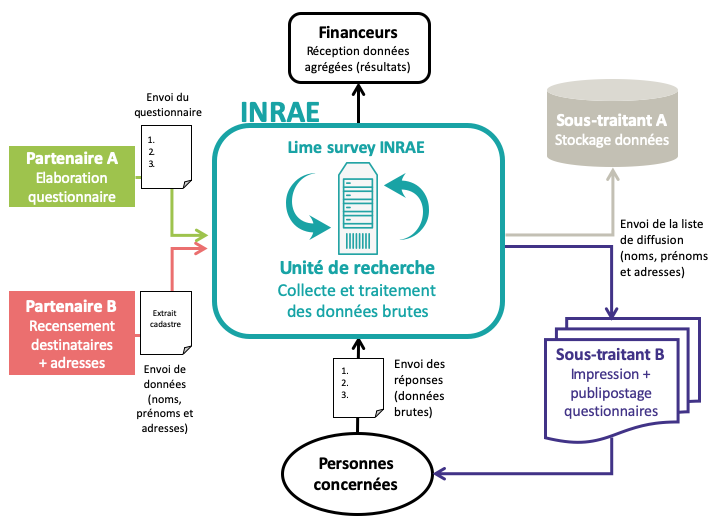 Financeurs
Réception données
agrégées (résultats)
INRAE
Envoi du
questionnaire
1.
2.
3.
Partenaire A
Elaboration
questionnaire
Lime survey INRAE
Unité de recherche
Collecte et traitement
des données brutes
Sous-traitant A
Stockage données
Envoi de la liste
de diffusion
(noms, prénoms
et adresses)
Partenaire B
Recensement
destinataires
+ adresses
Extrait
cadastre
Envoi de
données
(noms,
prénoms et
adresses)
1.
2.
3.
Envoi des
réponses
(données
brutes)
Sous-traitant B
Impression +
publipostage
questionnaires
Personnes
concernées